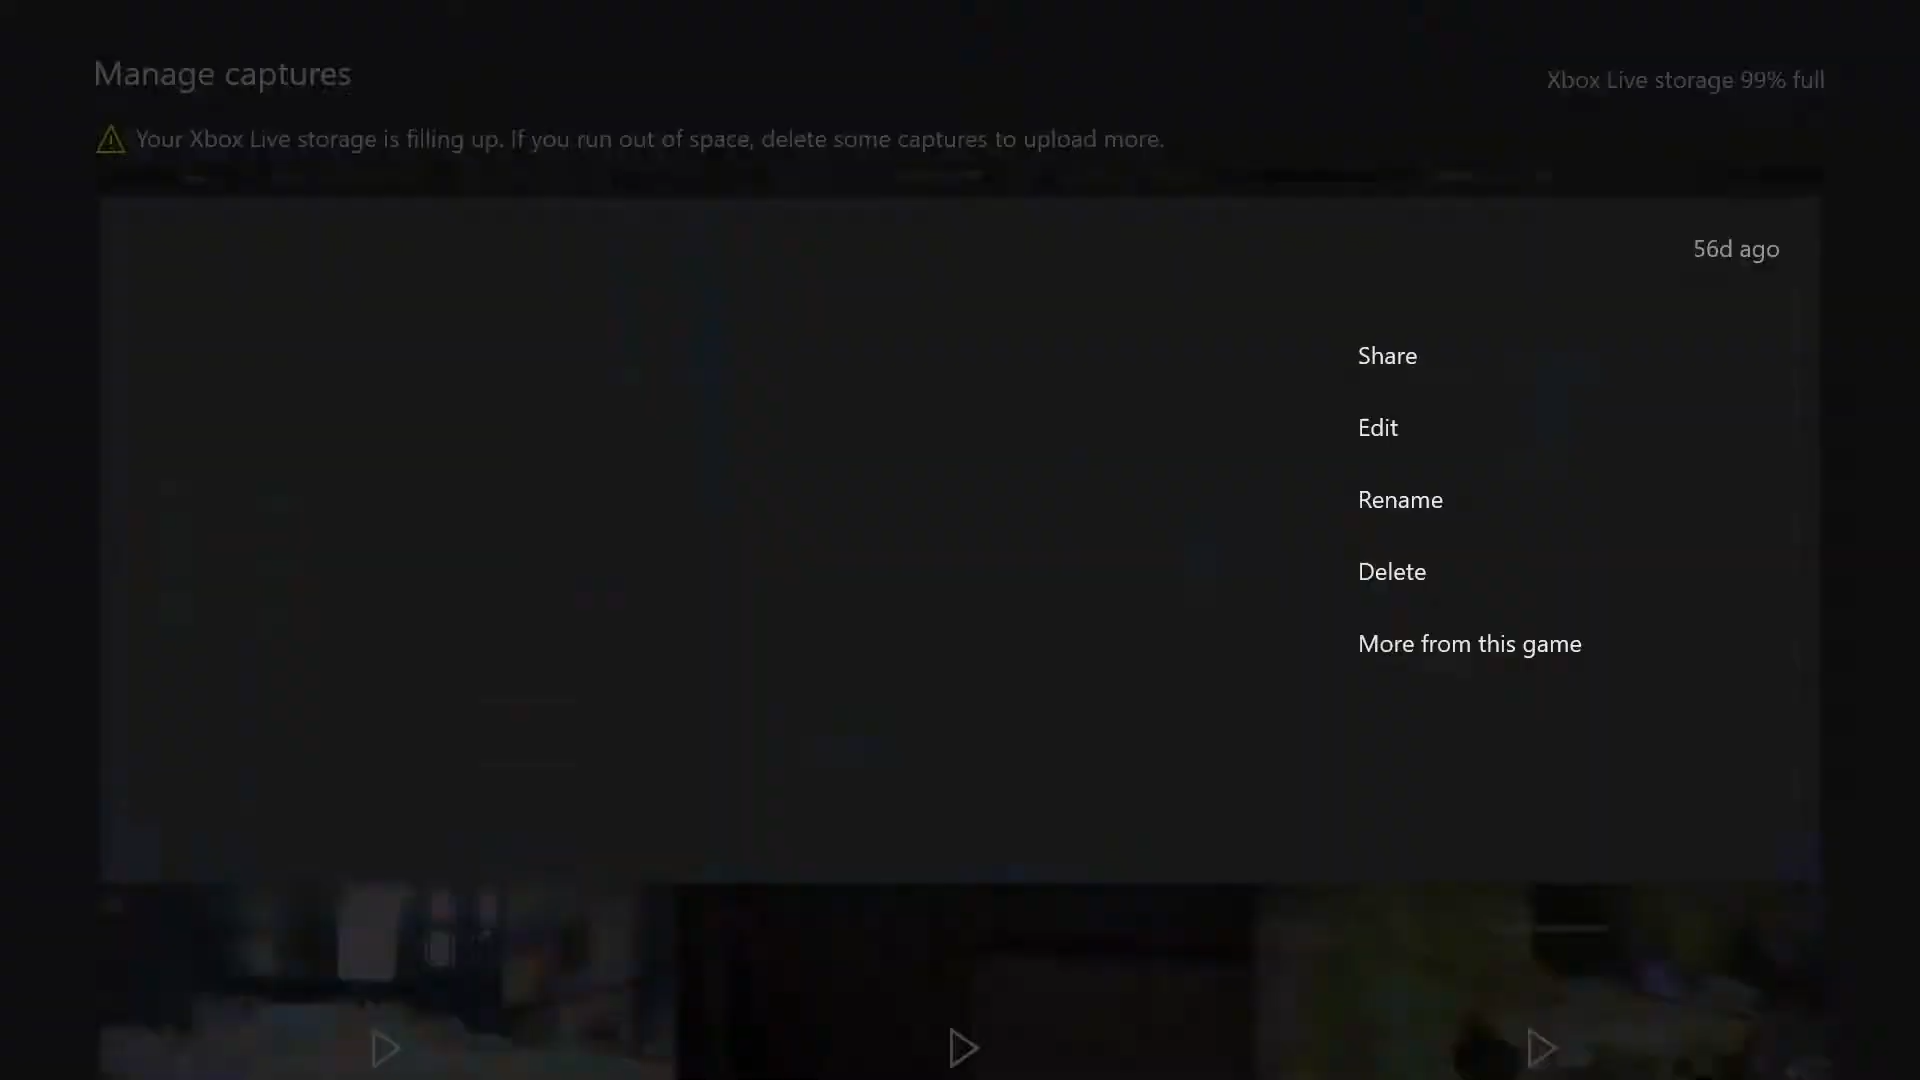 Manage captures
Xbox Live storage 99% full
Your Xbox Live storage is filling up. If you run out of space, delete some captures to upload more.
56d ago
Share
Edit
Rename
Delete
More from this game